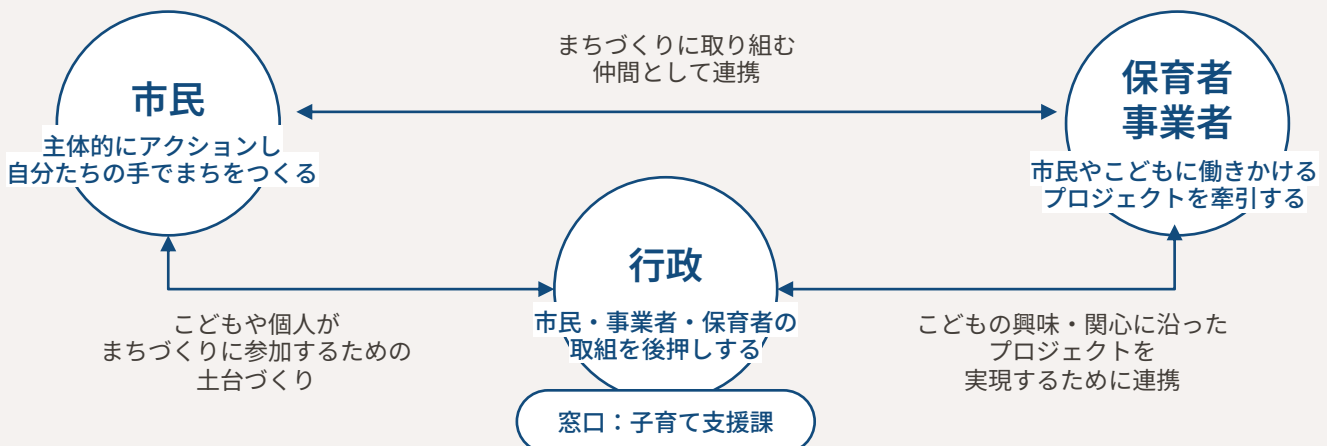 まちづくりに取り組む
仲間として連携
市民
主体的にアクションし
自分たちの手でまちをつくる
保育者
事業者
市民やこどもに働きかける
プロジェクトを牽引する
行政
市民・事業者・保育者の
取組を後押しする
こどもや個人が
まちづくりに参加するための
土台づくり
こどもの興味・関心に沿った
プロジェクトを
実現するために連携
窓口：子育て支援課